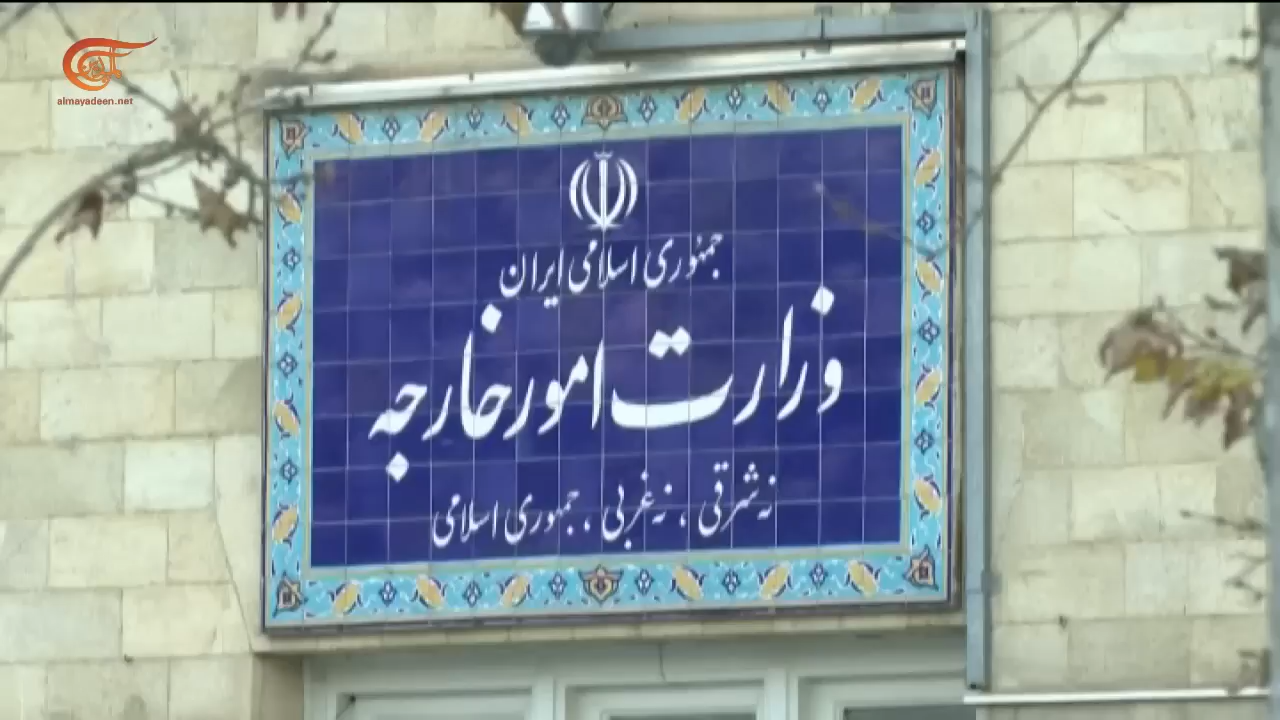 almayadeen.net
جمهوری اسلامی ایران
وزارت امور خارجه
نه شرقی ، نه غربی ، جمهوری اسلامی